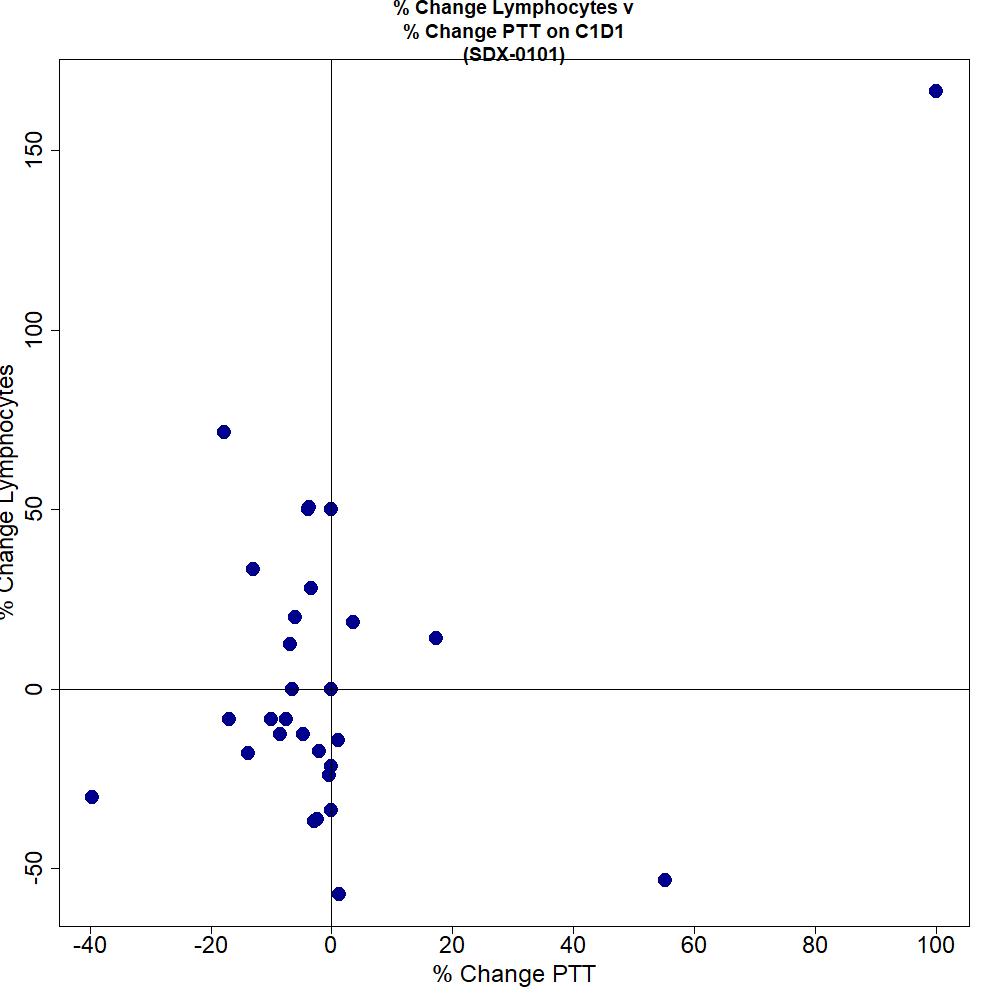 % Change Lymphocytes v
% Change PTT on C1D1
(SDX-0101)
150
100
50
0
-50
% Change Lymphocytes
-40 -20 0 20 40 60 80 100
% Change PTT